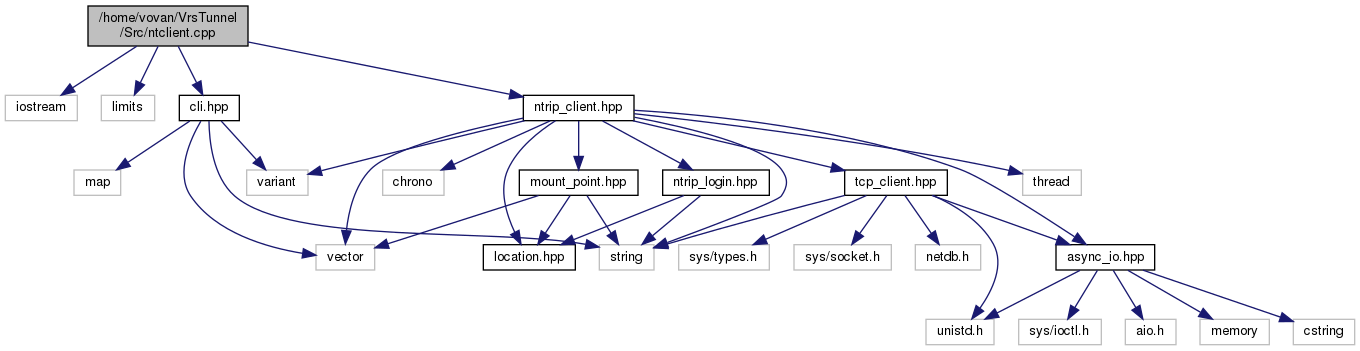 /home/vovan/VrsTunnel
/Src/ntclient.cpp
iostream
limits
cli.hpp
ntrip_client.hpp
map
variant
chrono
mount_point.hpp
ntrip_login.hpp
tcp_client.hpp
thread
vector
location.hpp
string
sys/types.h
sys/socket.h
netdb.h
async_io.hpp
unistd.h
sys/ioctl.h
aio.h
memory
cstring